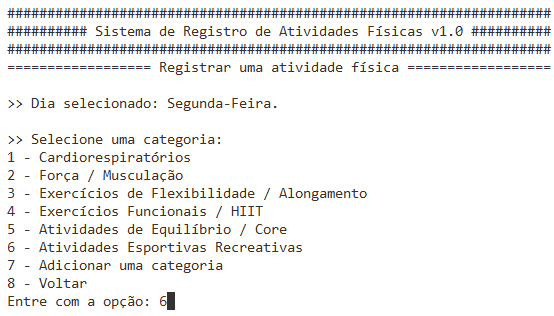 ####################################################################
########## Sistema de Registro de Atividades Físicas v1.0 ##########
####################################################################
================== Registrar uma atividade física ==================
>> Dia selecionado: Segunda-Feira.
>> Selecione uma categoria:
1 - Cardiorespiratórios
2 - Força / Musculação
3 - Exercícios de Flexibilidade / Alongamento
4 - Exercícios Funcionais / HIIT
5 - Atividades de Equilíbrio / Core
6 - Atividades Esportivas Recreativas
7 - Adicionar uma categoria
8 - Voltar
Entre com a opção: 6